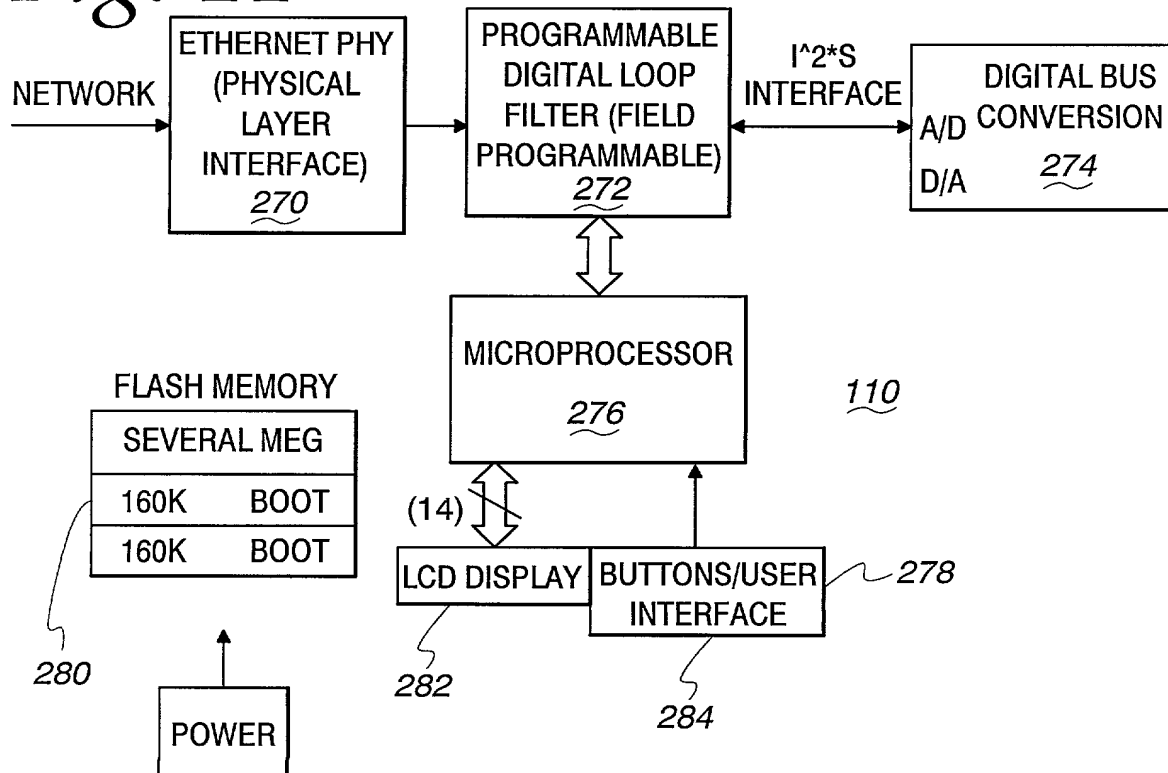 NETWORK
ETHERNET PHY
(PHYSICAL
LAYER
INTERFACE)
270
PROGRAMMABLE
DIGITAL LOOP
FILTER (FIELD
PROGRAMMABLE)
272
I^2*S
INTERFACE
DIGITAL BUS
CONVERSION
A/D
D/A
274
MICROPROCESSOR
276
110
FLASH MEMORY
SEVERAL MEG
160K BOOT
160K BOOT
280
(14)
LCD DISPLAY
282
BUTTONS/USER
INTERFACE
278
284
POWER